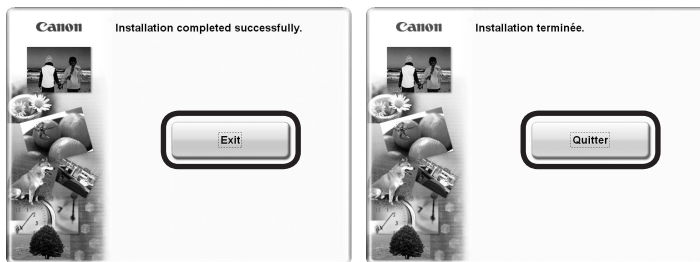 Canon
Installation completed successfully.
Exit
Canon
Installation terminée.
Quitter